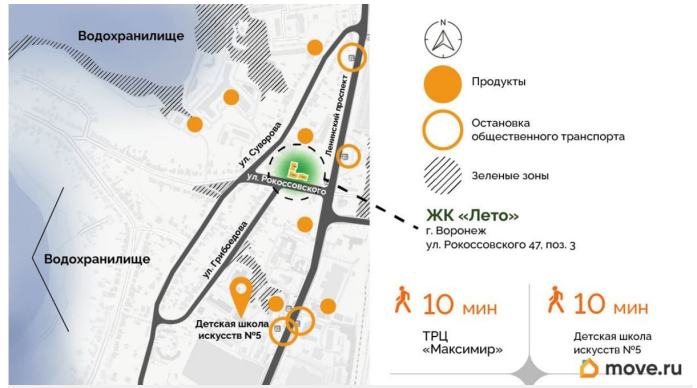 Водохранилище
ул. Суворова
Ленинский проспект
ул. Рокоссовского
ул. Грибоедова
Водохранилище
Детская школа
искусств №5
N
Продукты
Остановка
общественного транспорта
Зеленые зоны
ЖК «Лето»
г. Воронеж
ул. Рокоссовского 47, поз. 3
10 мин
ТРЦ
«Максимир»
10 мин
Детская школа
искусств №5
move.ru